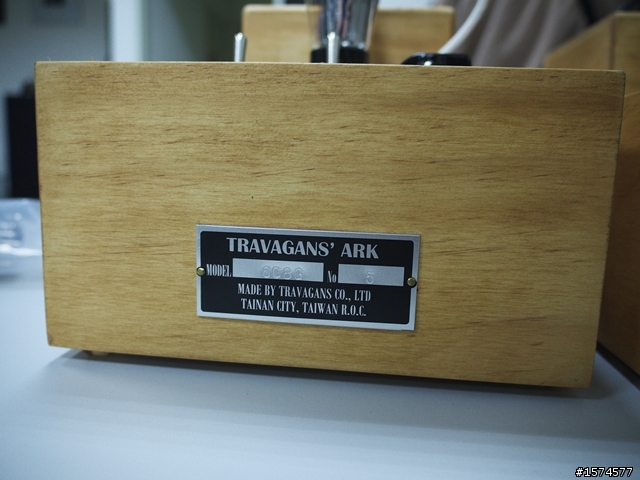 TRAVAGANS' ARK
MODEL No 5
MADE BY TRAVAGANS CO., LTD
TAINAN CITY, TAIWAN R.O.C.
#1574577